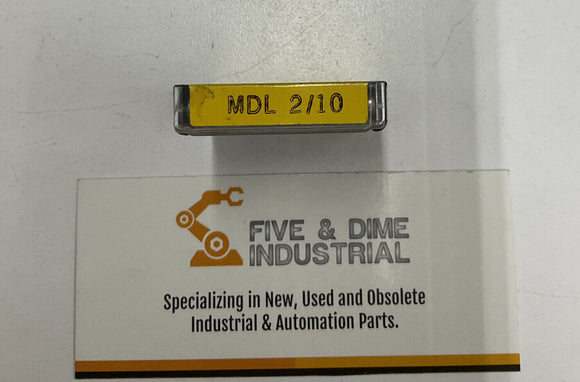 MDL 2/10
FIVE & DIME
INDUSTRIAL
Specializing in New, Used and Obsolete
Industrial & Automation Parts.